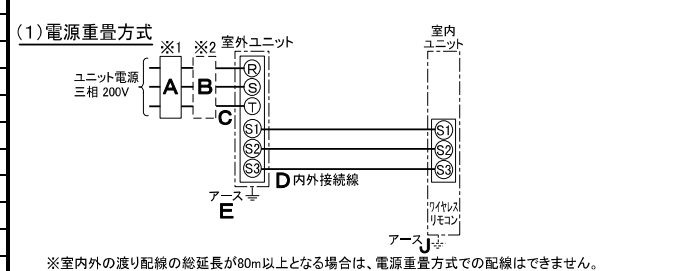 (1)電源重畳方式
※1
※2
室外ユニット
室内
ユニット
ユニット電源
三相 200V
A
B
C
R
S
T
S1
S2
S3
S1
S2
S3
D 内外接続線
アース
E
ワイヤレス
リモコン
アース J
※室内外の渡り配線の総延長が80m以上となる場合は、電源重畳方式での配線はできません。